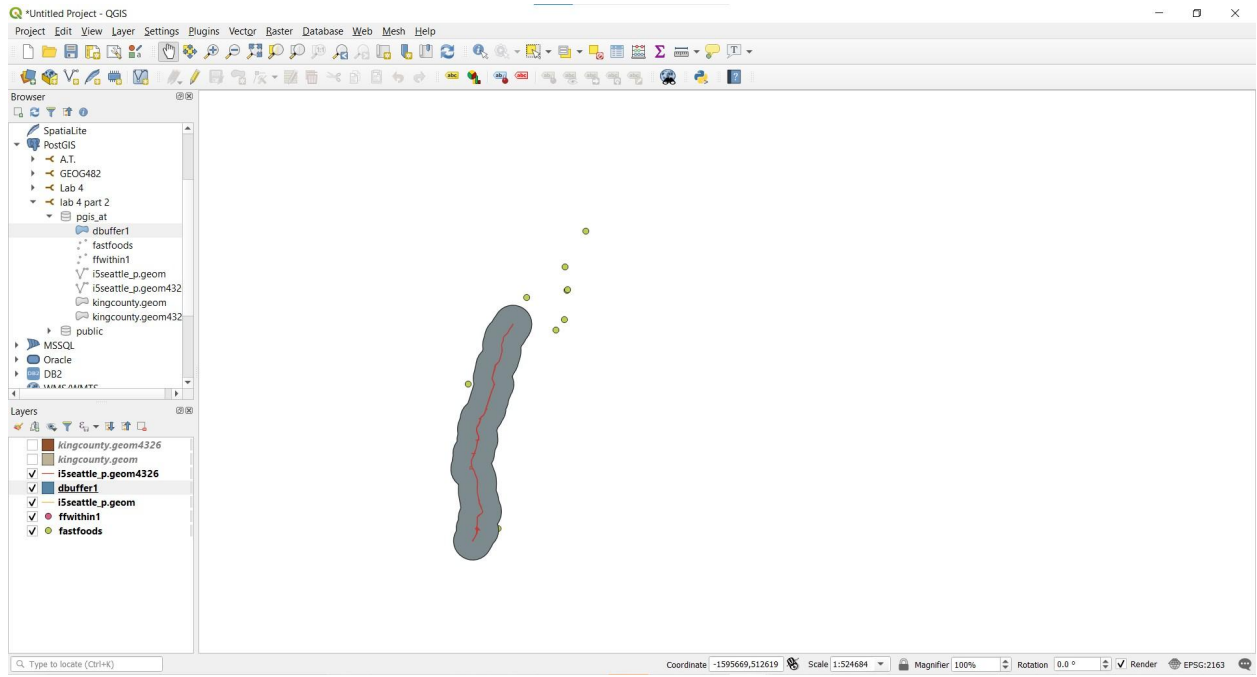 *Untitled Project - QGIS
Project Edit View Layer Settings Plugins Vector Raster Database Web Mesh Help
Browser
SpatiaLite
PostGIS
A.T.
GEOG482
Lab 4
lab 4 part 2
pgis_at
dbuffer1
fastfoods
ffwithin1
i5seattle_p.geom
i5seattle_p.geom432
kingcounty.geom
kingcounty.geom432
public
MSSQL
Oracle
DB2
WMS/WMTS
Layers
kingcounty.geom4326
kingcounty.geom
i5seattle_p.geom4326
dbuffer1
i5seattle_p.geom
ffwithin1
fastfoods
Type to locate (Ctrl+K) Coordinate -1595669,512619 Scale 1:524684 Magnifier 100% Rotation 0.0 ° Render EPSG:2163